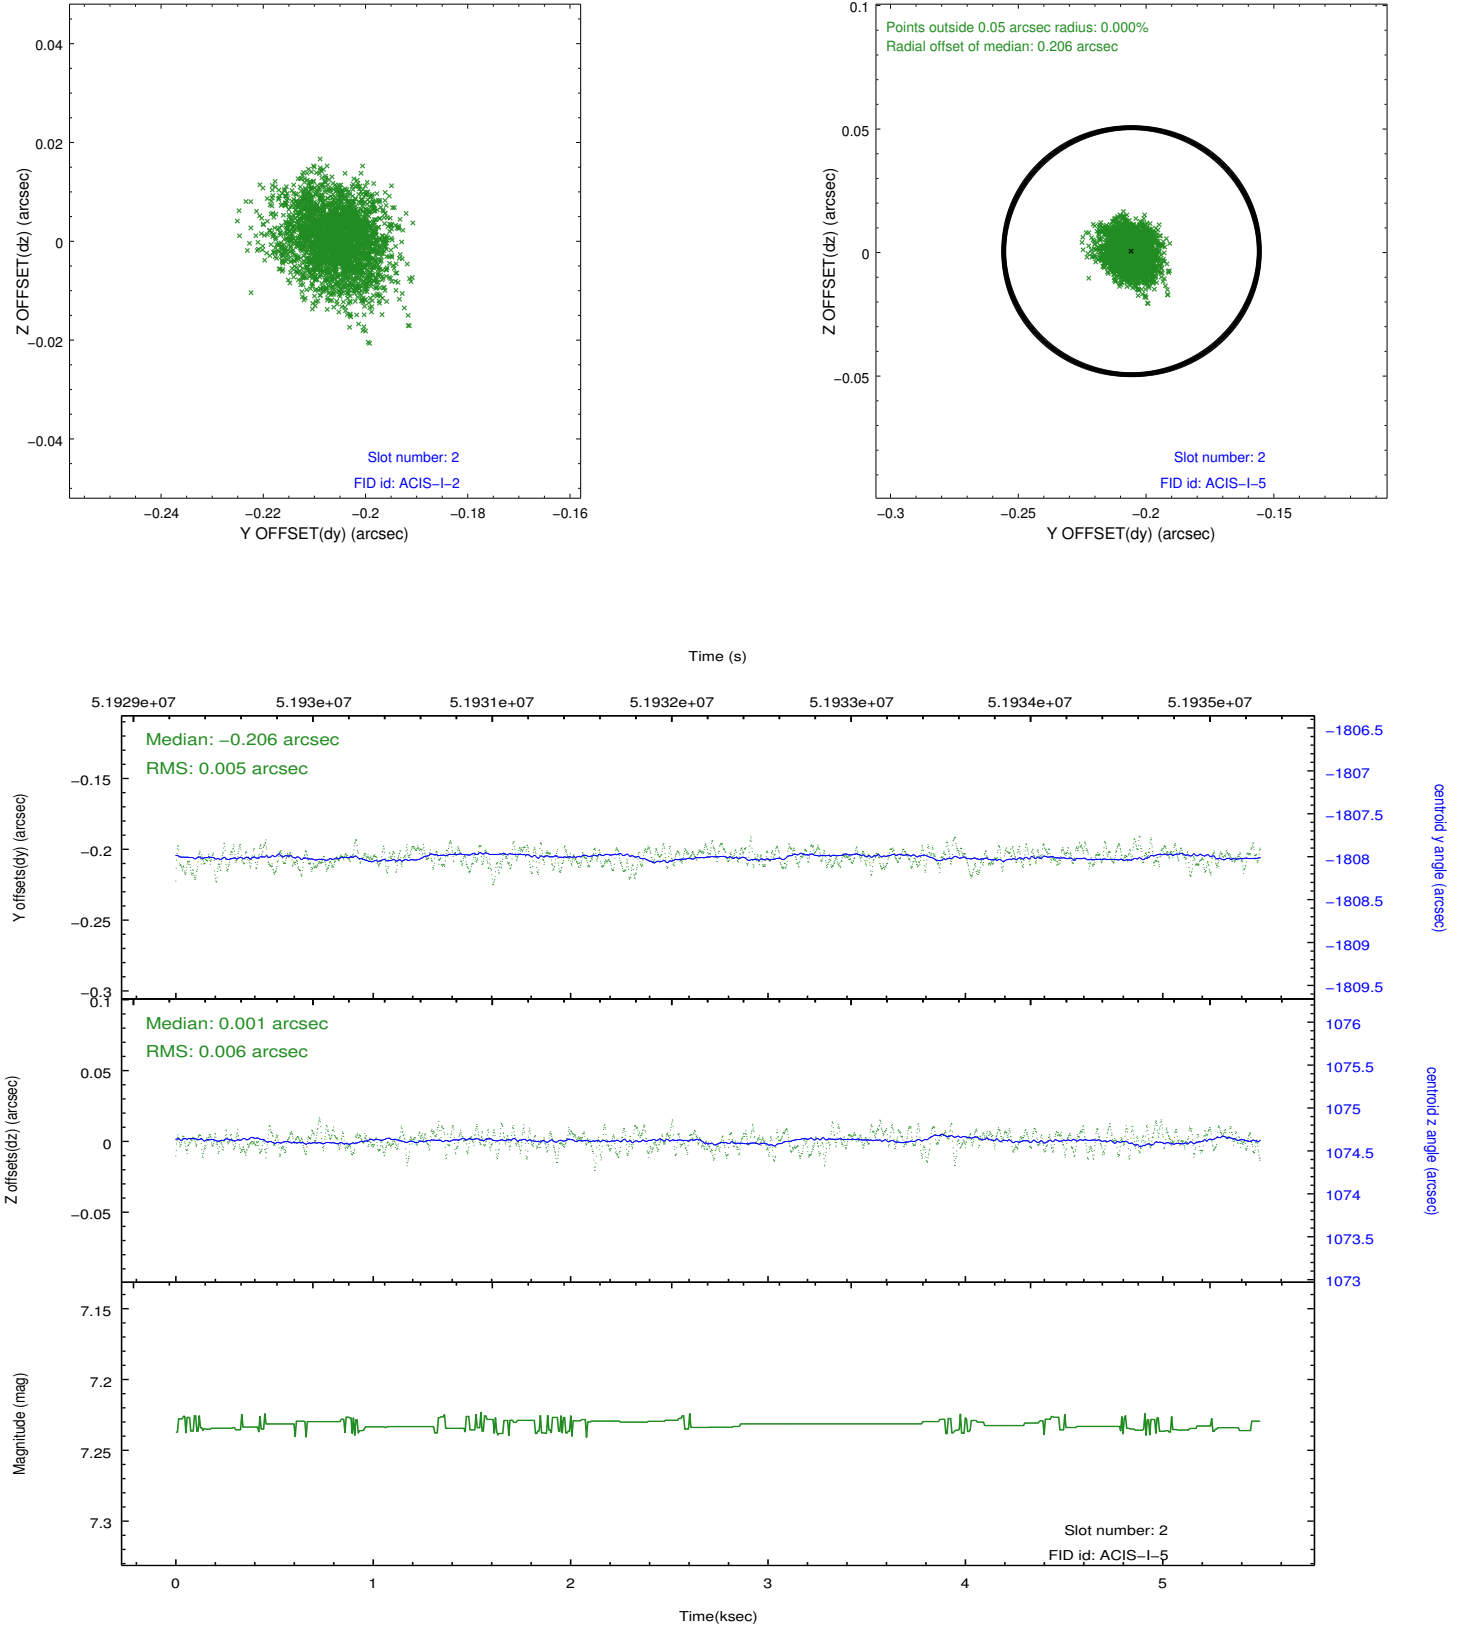 0.04
0.02
0
−0.02
−0.04
Z OFFSET(dz) (arcsec)
Slot number: 2
FID id: ACIS−I−2
−0.24
−0.22
−0.2
−0.18
−0.16
Y OFFSET(dy) (arcsec)
0.1
0.05
0
−0.05
Z OFFSET(dz) (arcsec)
Points outside 0.05 arcsec radius: 0.000%
Radial offset of median: 0.206 arcsec
Slot number: 2
FID id: ACIS−I−5
−0.3
−0.25
−0.2
−0.15
Y OFFSET(dy) (arcsec)
Time (s)
5.1929e+07
5.193e+07
5.1931e+07
5.1932e+07
5.1933e+07
5.1934e+07
5.1935e+07
Median: −0.206 arcsec
RMS: 0.005 arcsec
−0.15
−0.2
−0.25
−0.3
Y offsets(dy) (arcsec)
−1806.5
−1807
−1807.5
−1808
−1808.5
−1809
−1809.5
centroid y angle (arcsec)
Median: 0.001 arcsec
RMS: 0.006 arcsec
0.1
0.05
0
−0.05
Z offsets(dz) (arcsec)
1076
1075.5
1075
1074.5
1074
1073.5
1073
centroid z angle (arcsec)
7.15
7.2
7.25
7.3
Magnitude (mag)
Slot number: 2
FID id: ACIS−I−5
0
1
2
3
4
5
Time(ksec)